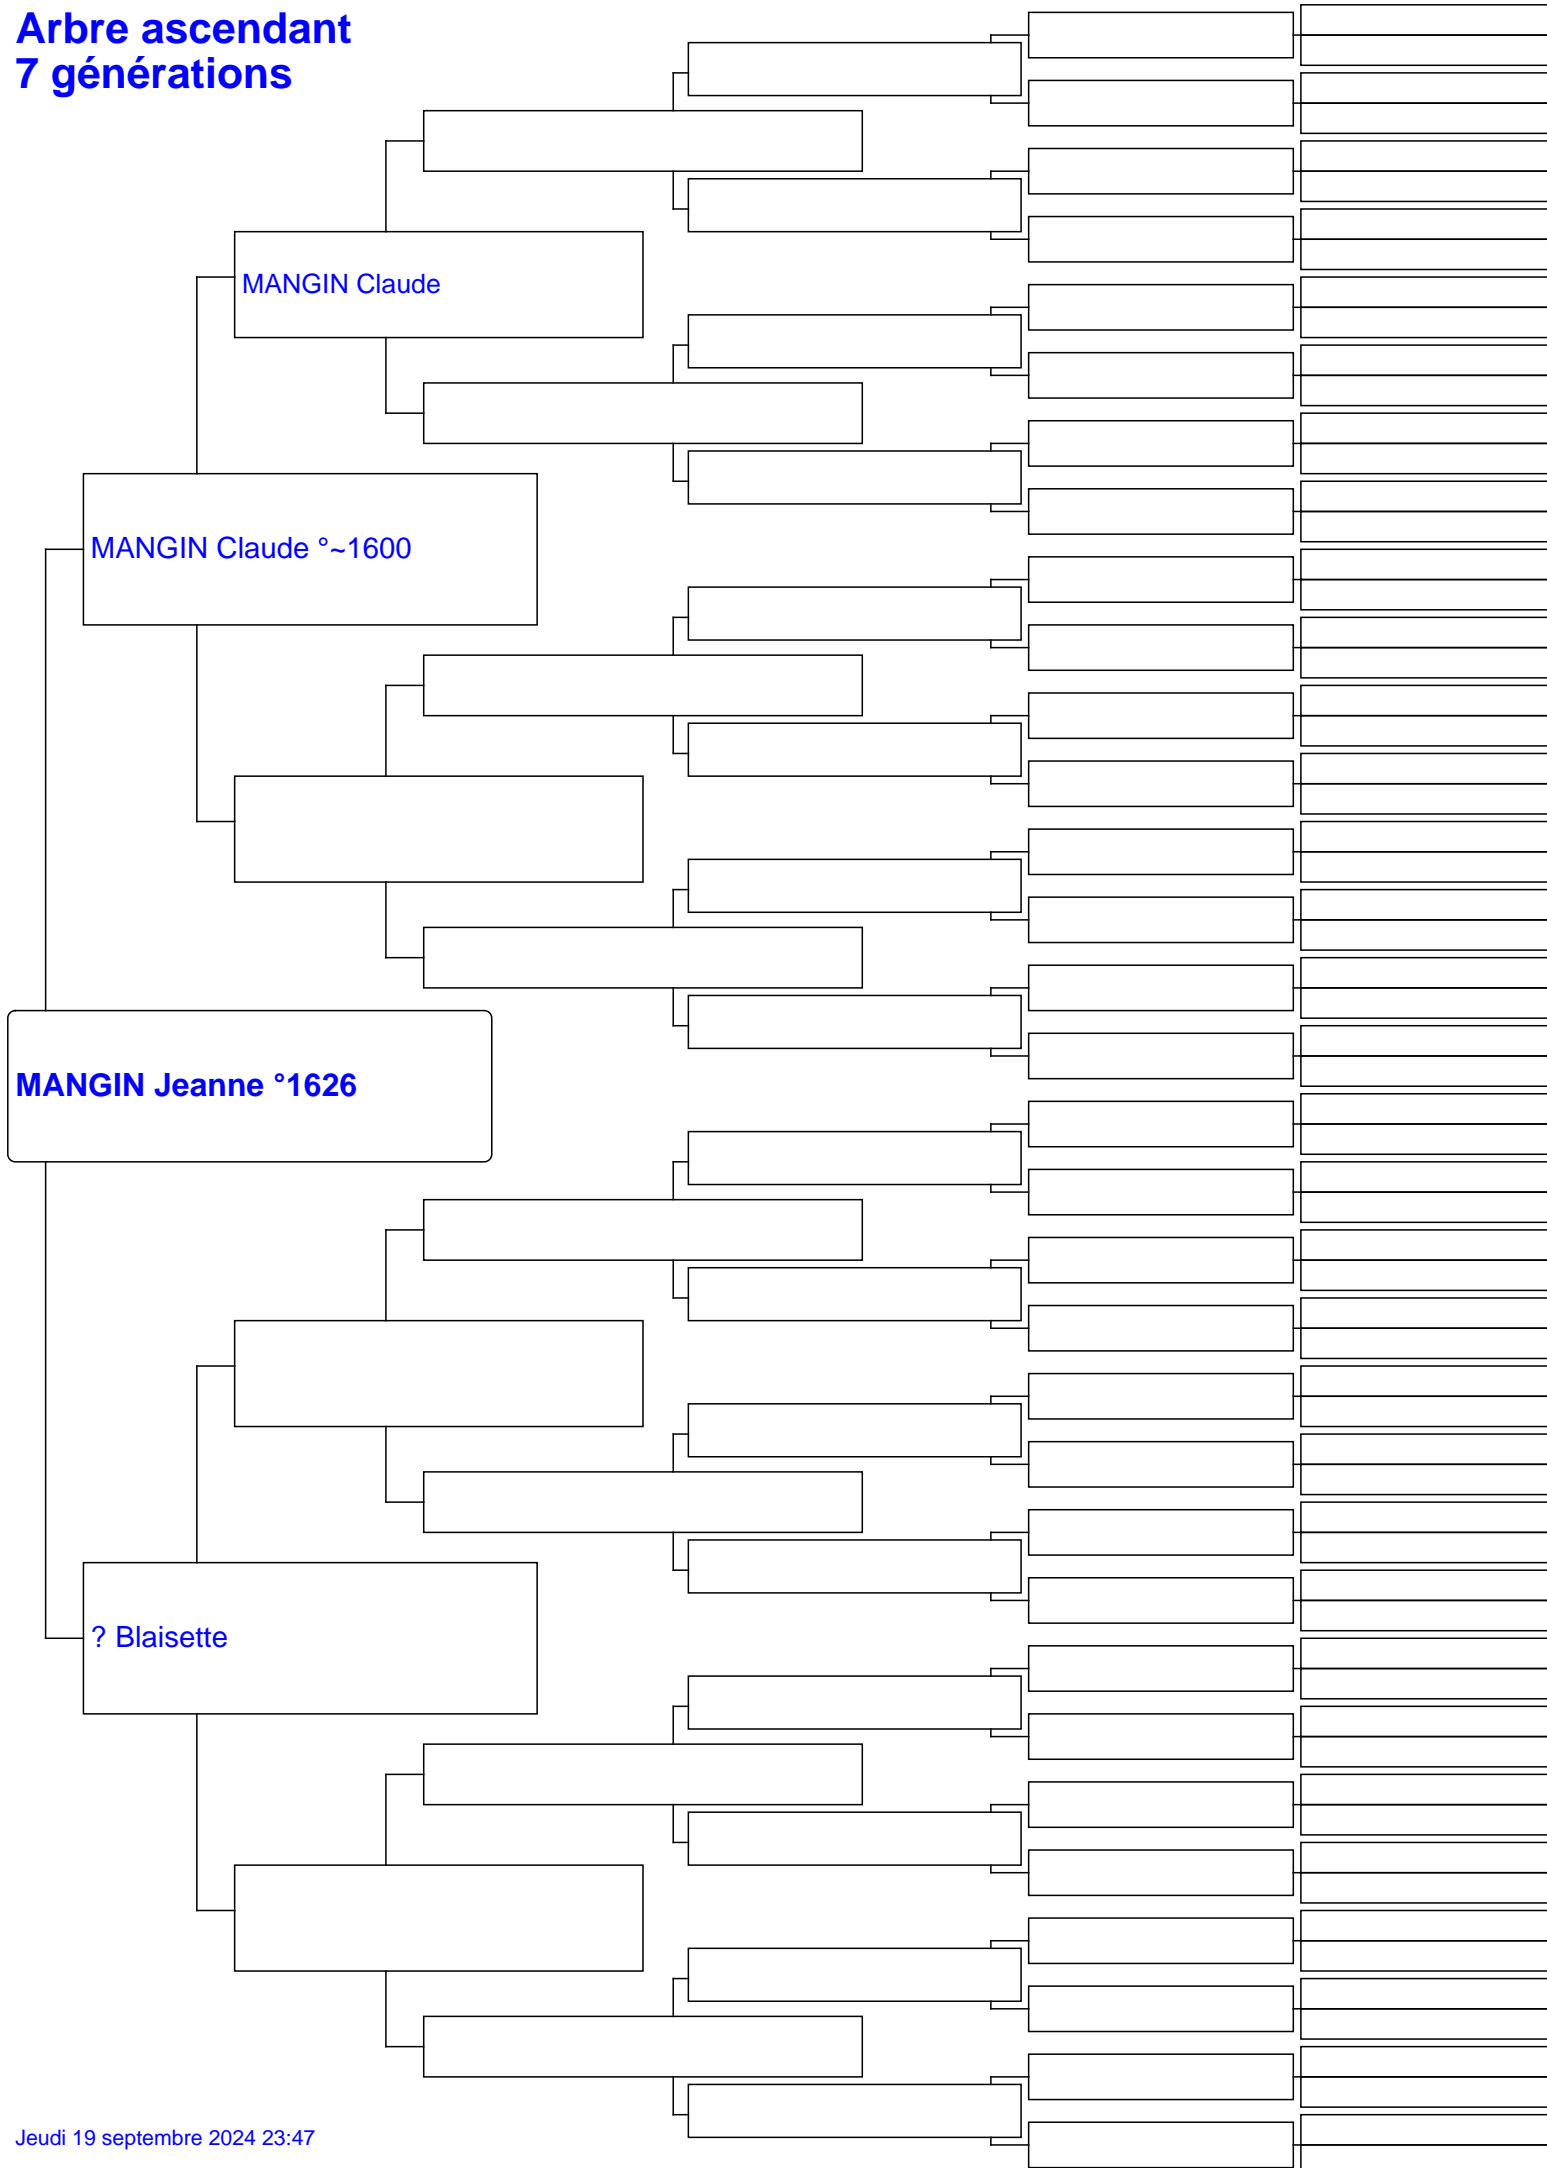 Arbre ascendant
7 générations
MANGIN Claude
MANGIN Claude °~1600
MANGIN Jeanne °1626
? Blaisette
Jeudi 19 septembre 2024 23:47